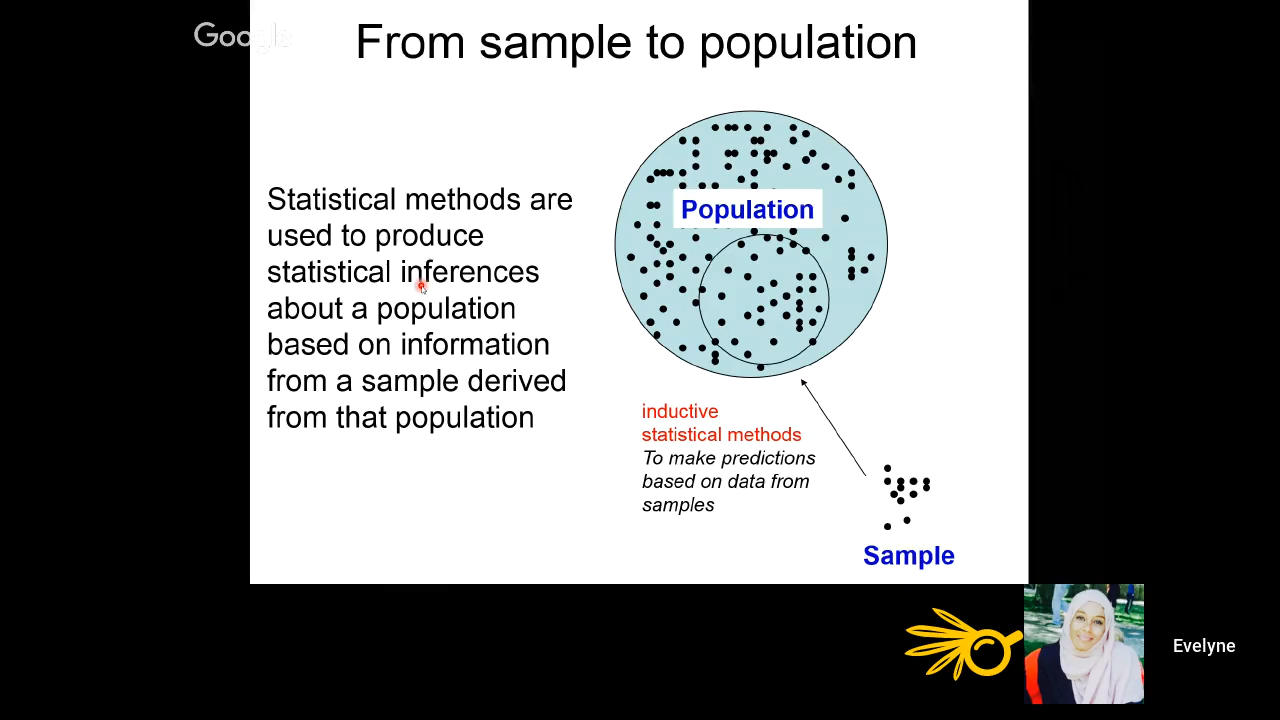 Google
From sample to population
Statistical methods are
used to produce
statistical inferences
about a population
based on information
from a sample derived
from that population
Population
inductive
statistical methods
To make predictions
based on data from
samples
Sample
Evelyne